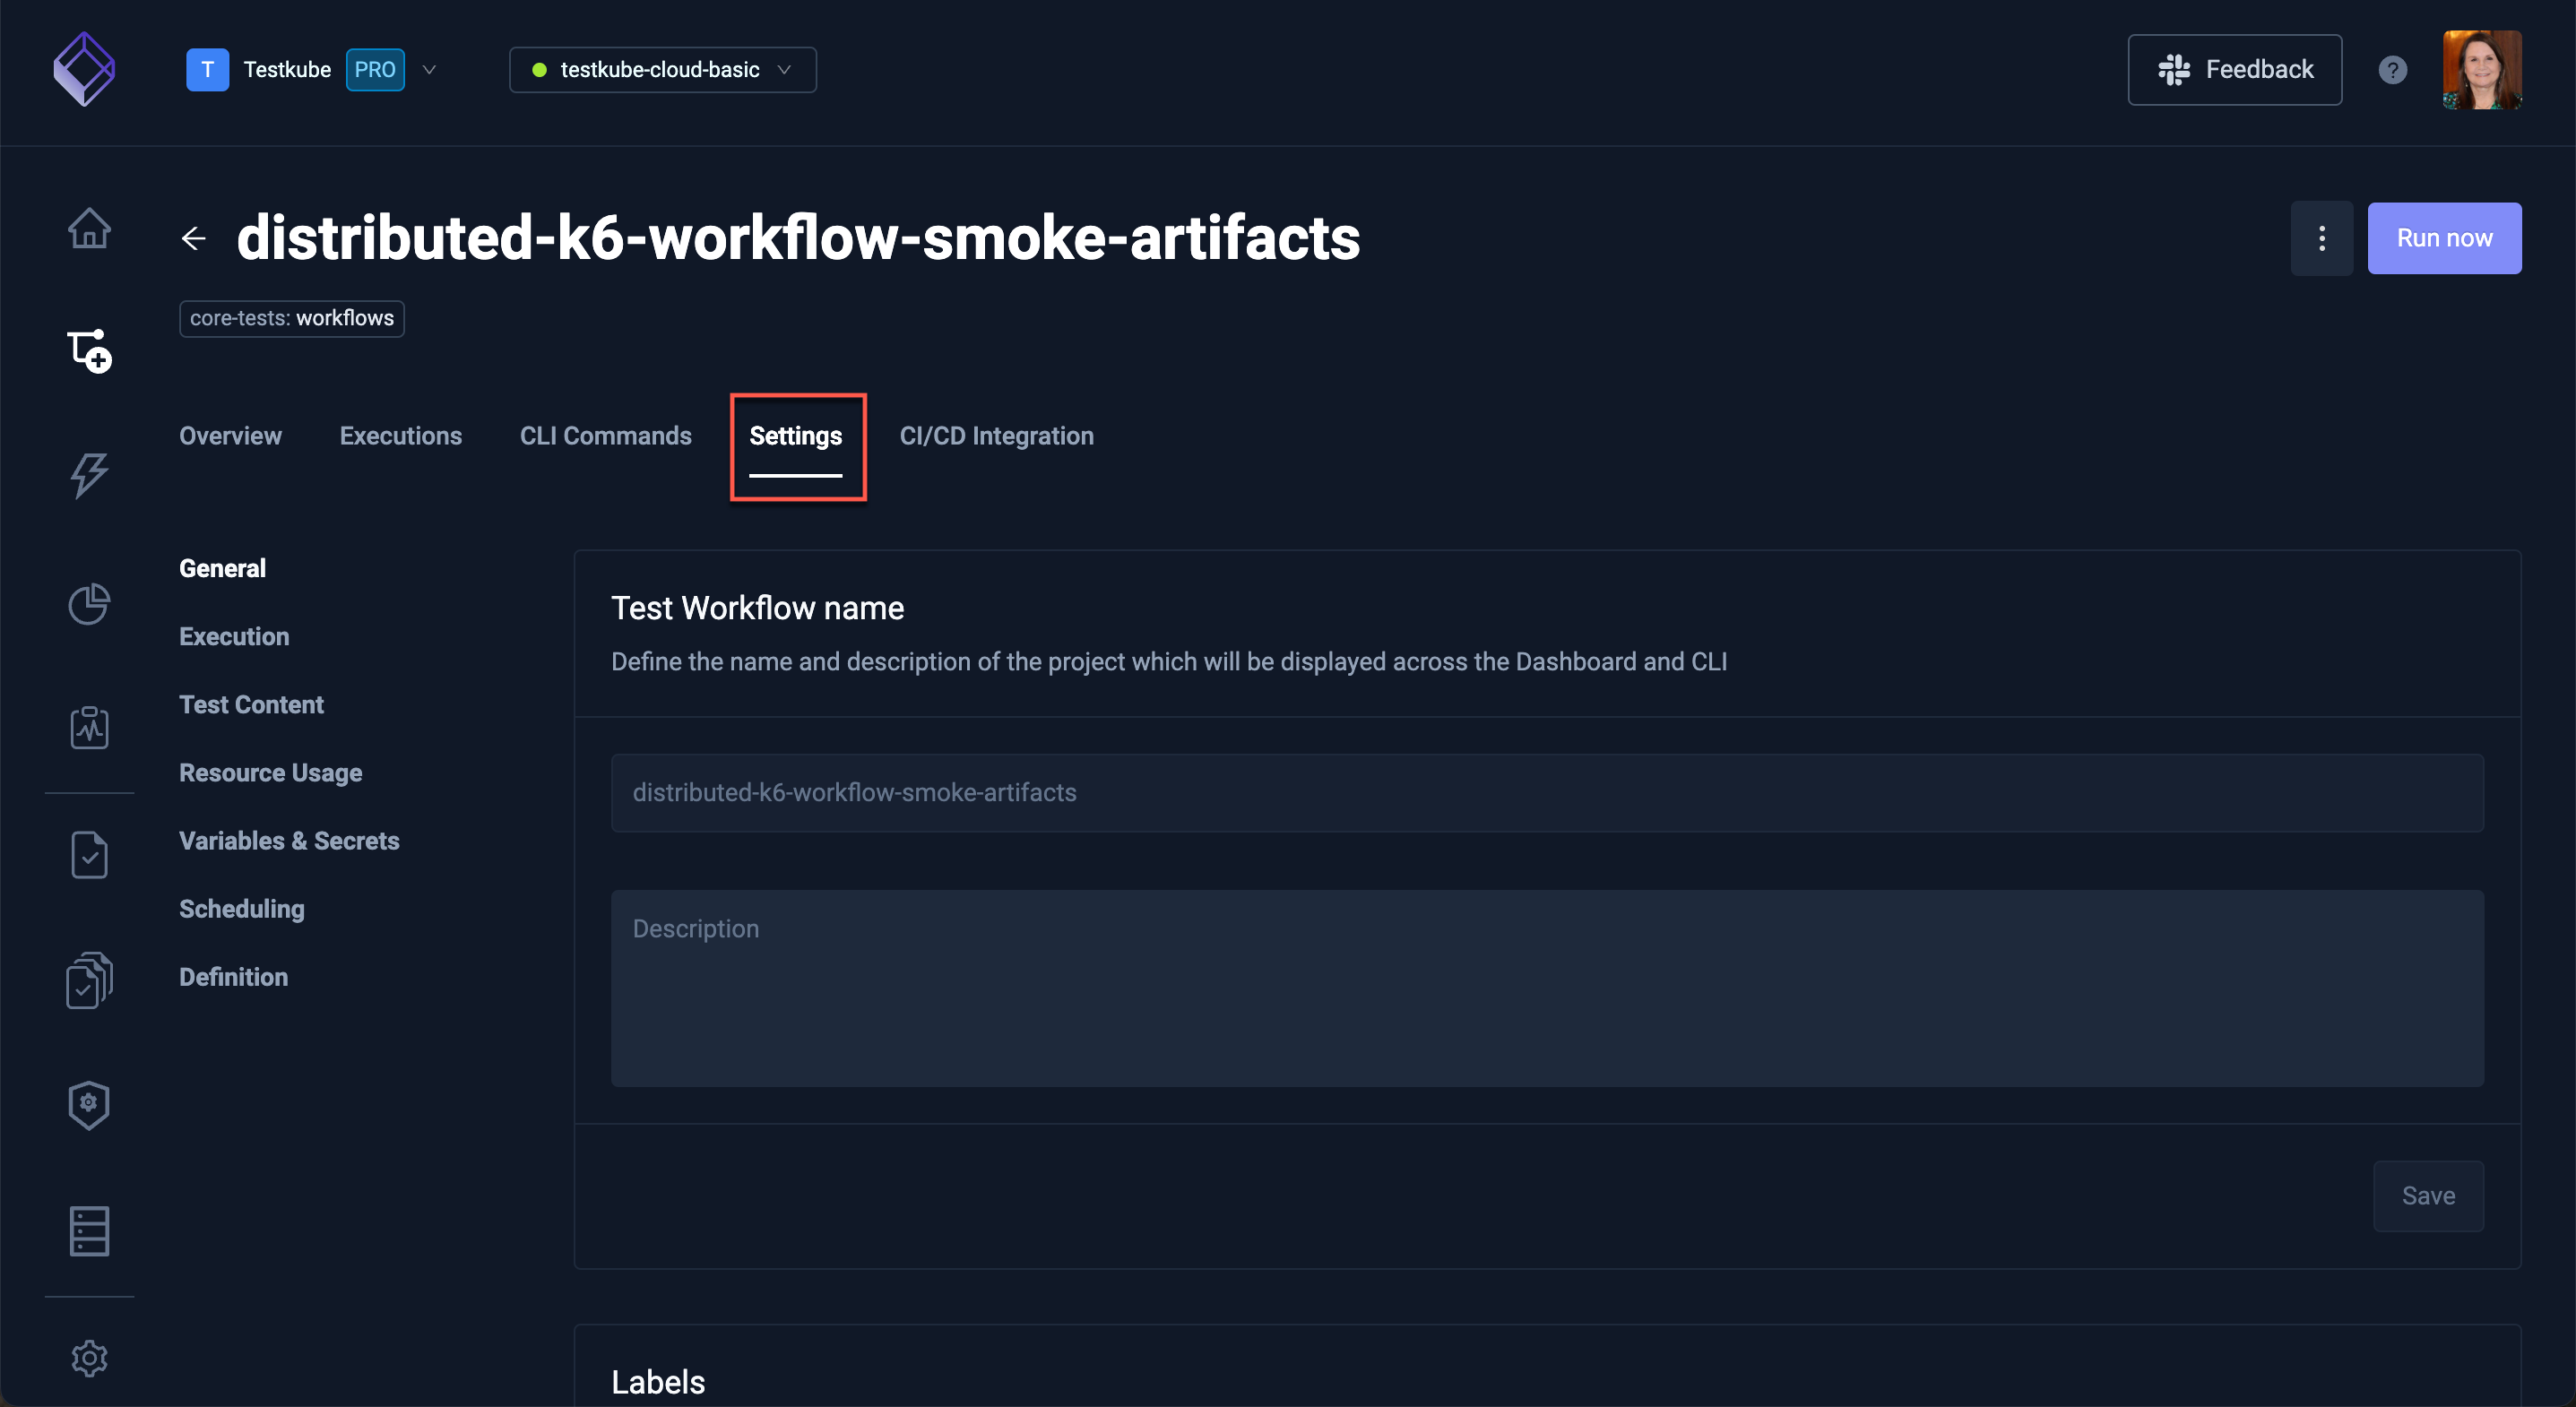 T Testkube PRO testkube-cloud-basic Feedback ?
distributed-k6-workflow-smoke-artifacts Run now
core-tests: workflows
Overview Executions CLI Commands Settings CI/CD Integration
General
Execution
Test Content
Resource Usage
Variables & Secrets
Scheduling
Definition
Test Workflow name
Define the name and description of the project which will be displayed across the Dashboard and CLI
distributed-k6-workflow-smoke-artifacts
Description
Save
Labels